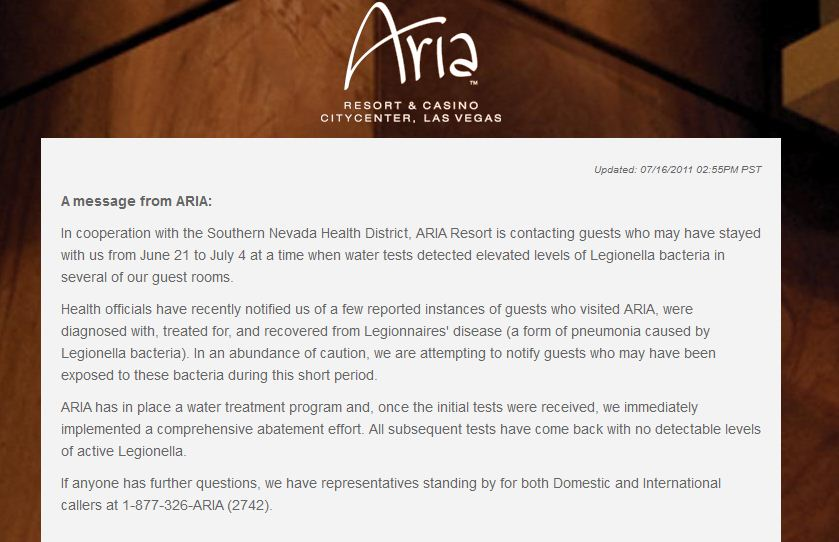 Aria™
RESORT & CASINO
CITYCENTER, LAS VEGAS
Updated: 07/16/2011 02:55PM PST
A message from ARIA:
In cooperation with the Southern Nevada Health District, ARIA Resort is contacting guests who may have stayed
with us from June 21 to July 4 at a time when water tests detected elevated levels of Legionella bacteria in
several of our guest rooms.
Health officials have recently notified us of a few reported instances of guests who visited ARIA, were
diagnosed with, treated for, and recovered from Legionnaires' disease (a form of pneumonia caused by
Legionella bacteria). In an abundance of caution, we are attempting to notify guests who may have been
exposed to these bacteria during this short period.
ARIA has in place a water treatment program and, once the initial tests were received, we immediately
implemented a comprehensive abatement effort. All subsequent tests have come back with no detectable levels
of active Legionella.
If anyone has further questions, we have representatives standing by for both Domestic and International
callers at 1-877-326-ARIA (2742).